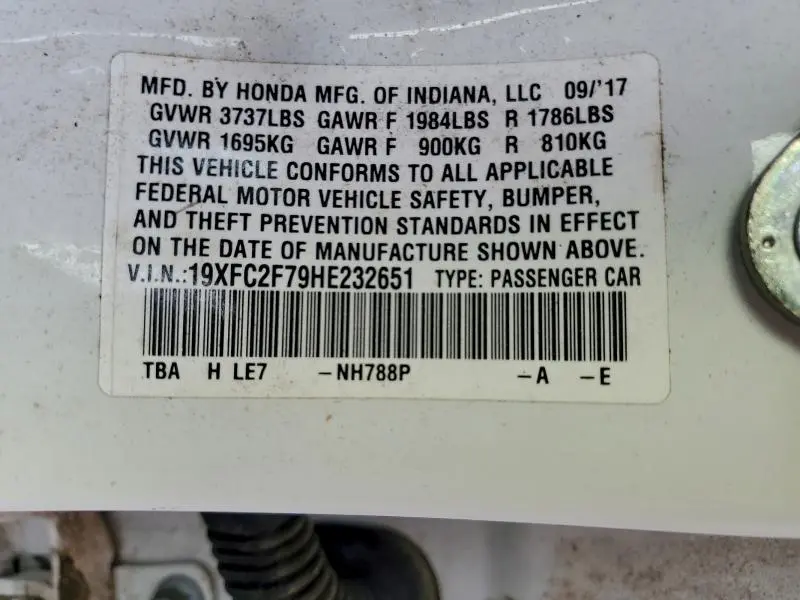 MFD. BY HONDA MFG. OF INDIANA, LLC 09/'17
GVWR 3737LBS GAWR F 1984LBS R 1786LBS
GVWR 1695KG GAWR F 900KG R 810KG
THIS VEHICLE CONFORMS TO ALL APPLICABLE
FEDERAL MOTOR VEHICLE SAFETY, BUMPER,
AND THEFT PREVENTION STANDARDS IN EFFECT
ON THE DATE OF MANUFACTURE SHOWN ABOVE.
V.I.N.:19XFC2F79HE232651 TYPE: PASSENGER CAR
TBA H LE7 -NH788P -A -E